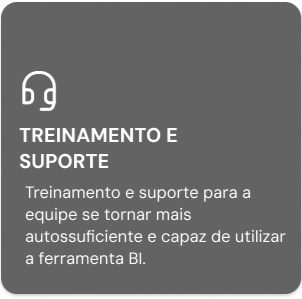 TREINAMENTO E
SUPORTE
Treinamento e suporte para a
equipe se tornar mais
autossuficiente e capaz de utilizar
a ferramenta BI.